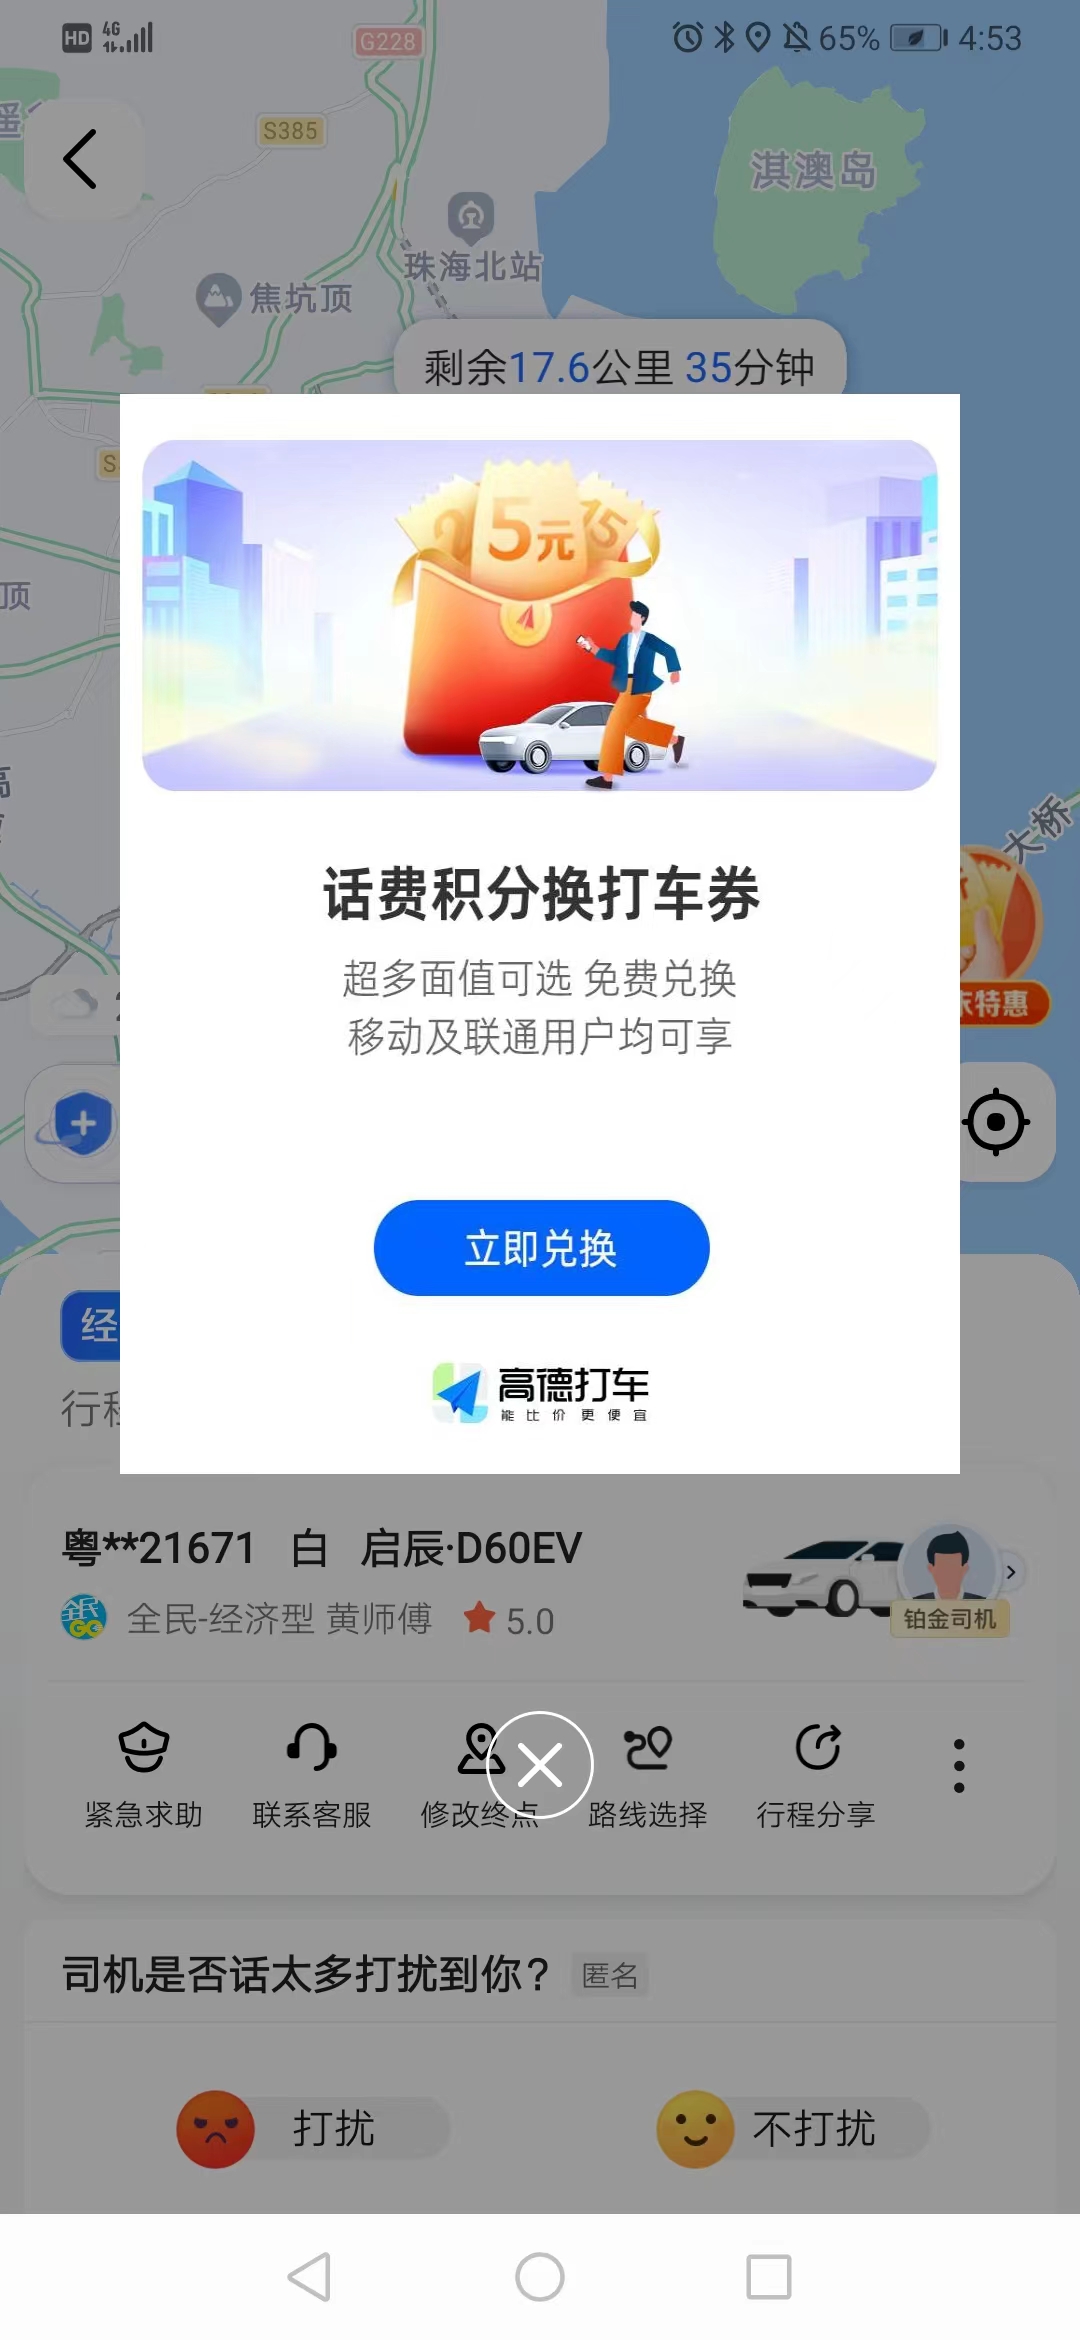 HD 4G 65% 4:53
G228
S385
淇澳岛
珠海北站
焦坑顶
剩余17.6公里 35分钟
S
顶
5元
15
大桥
话费积分换打车券
超多面值可选 免费兑换
移动及联通用户均可享
特惠
立即兑换
经
高德打车
能比价更便宜
行程
粤**21671 白 启辰·D60EV
全民GO
全民-经济型 黄师傅 5.0
铂金司机
紧急求助 联系客服 修改终点 路线选择 行程分享
司机是否话太多打扰到你？ 匿名
打扰 不打扰